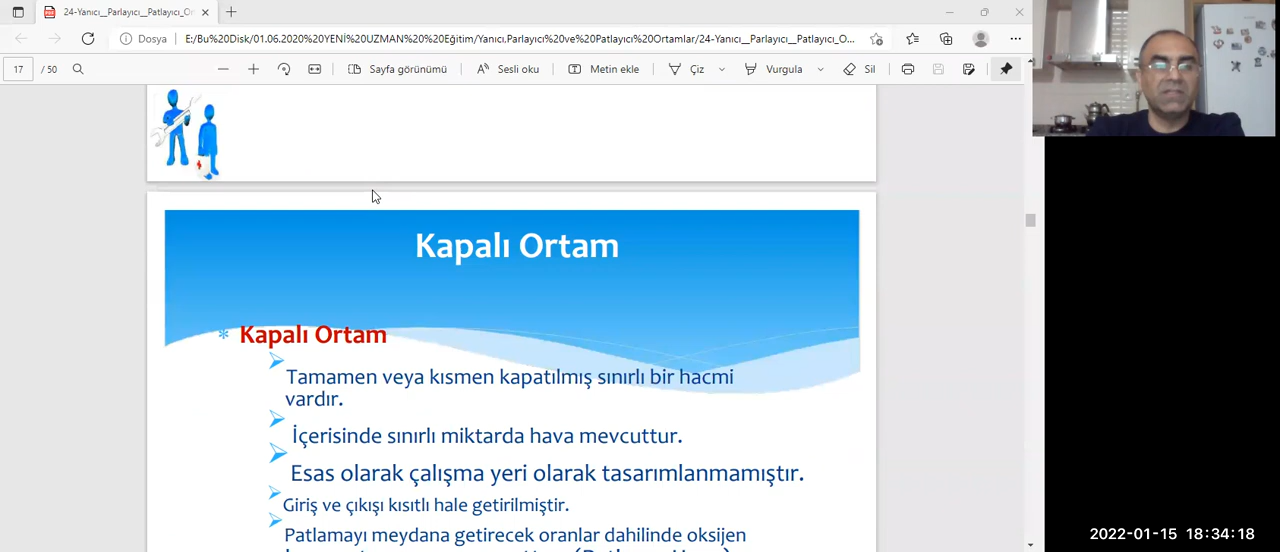 24-Yanıcı__Parlayıcı__Patlayıcı_Or
Dosya
E:/Bu%20Disk/01.06.2020%20YENİ%20UZMAN%20%20Eğitim/Yanıcı.Parlayıcı%20ve%20Patlayıcı%20Ortamlar/24-Yanıcı__Parlayıcı__Patlayıcı_O...
17 / 50
Sayfa görünümü
Sesli oku
Metin ekle
Çiz
Vurgula
Sil
Kapalı Ortam
* Kapalı Ortam
Tamamen veya kısmen kapatılmış sınırlı bir hacmi
vardır.
İçerisinde sınırlı miktarda hava mevcuttur.
Esas olarak çalışma yeri olarak tasarımlanmamıştır.
Giriş ve çıkışı kısıtlı hale getirilmiştir.
Patlamayı meydana getirecek oranlar dahilinde oksijen
2022-01-15 18:34:18